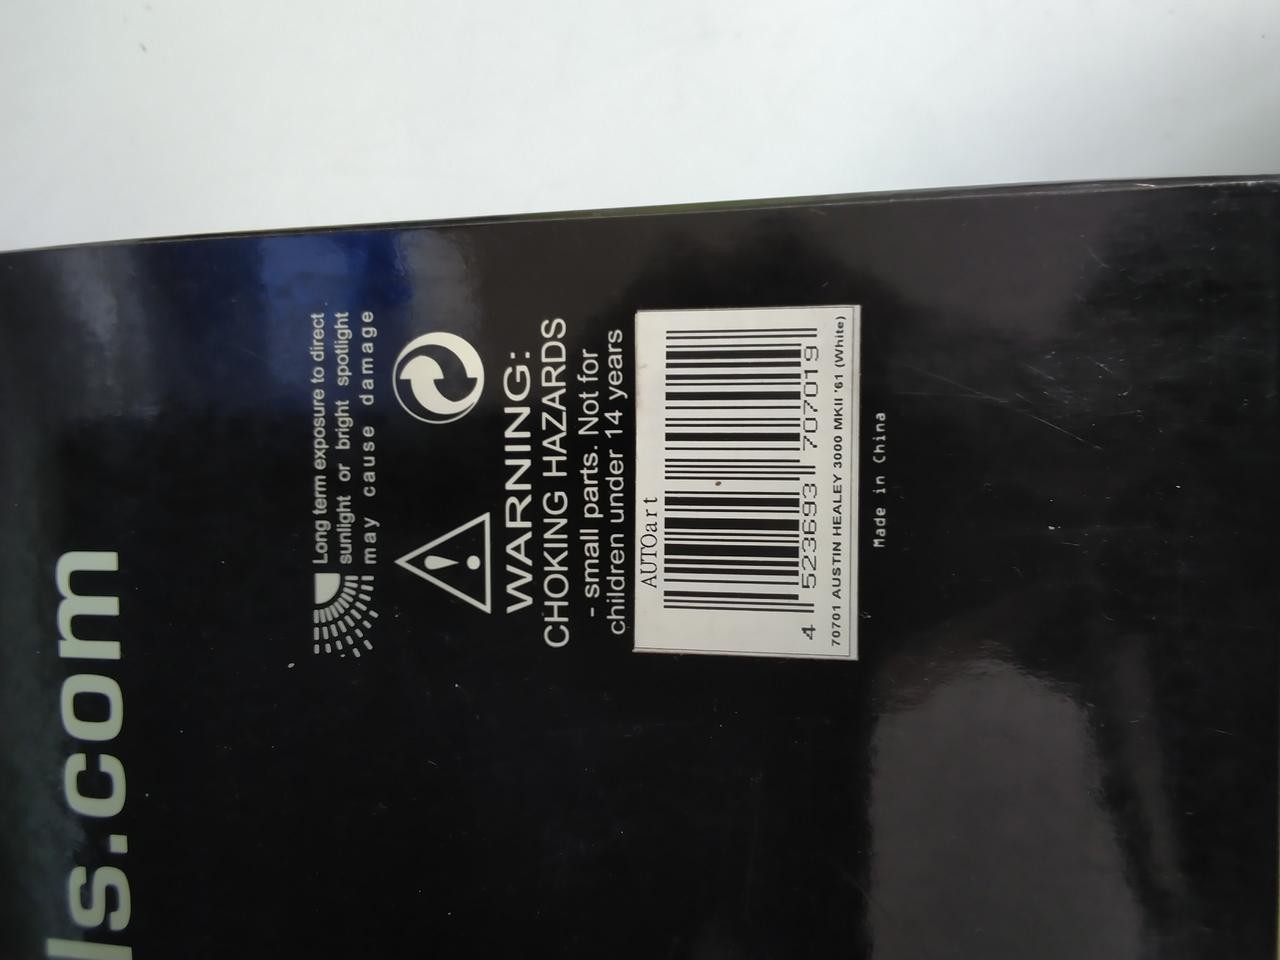 ls.com
Long term exposure to direct
sunlight or bright spotlight
may cause damage
WARNING:
CHOKING HAZARDS
- small parts. Not for
children under 14 years
AUTOart
4 523693 707019
70701 AUSTIN HEALEY 3000 MKII '61 (White)
Made in China